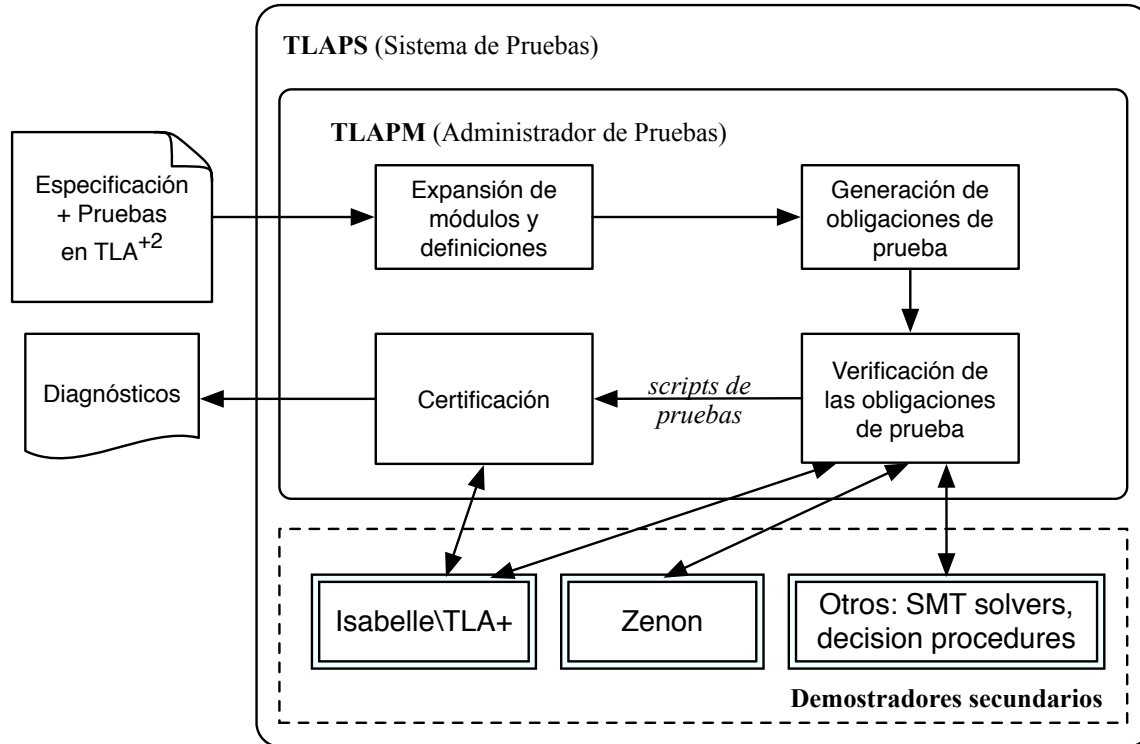 TLAPS (Sistema de Pruebas)
TLAPM (Administrador de Pruebas)
Especificación
+ Pruebas
en TLA+2
Expansión de
módulos y
definiciones
Generación de
obligaciones de
prueba
Diagnósticos
Certificación
scripts de
pruebas
Verificación de
las obligaciones
de prueba
Isabelle\TLA+
Zenon
Otros: SMT solvers,
decision procedures
Demostradores secundarios